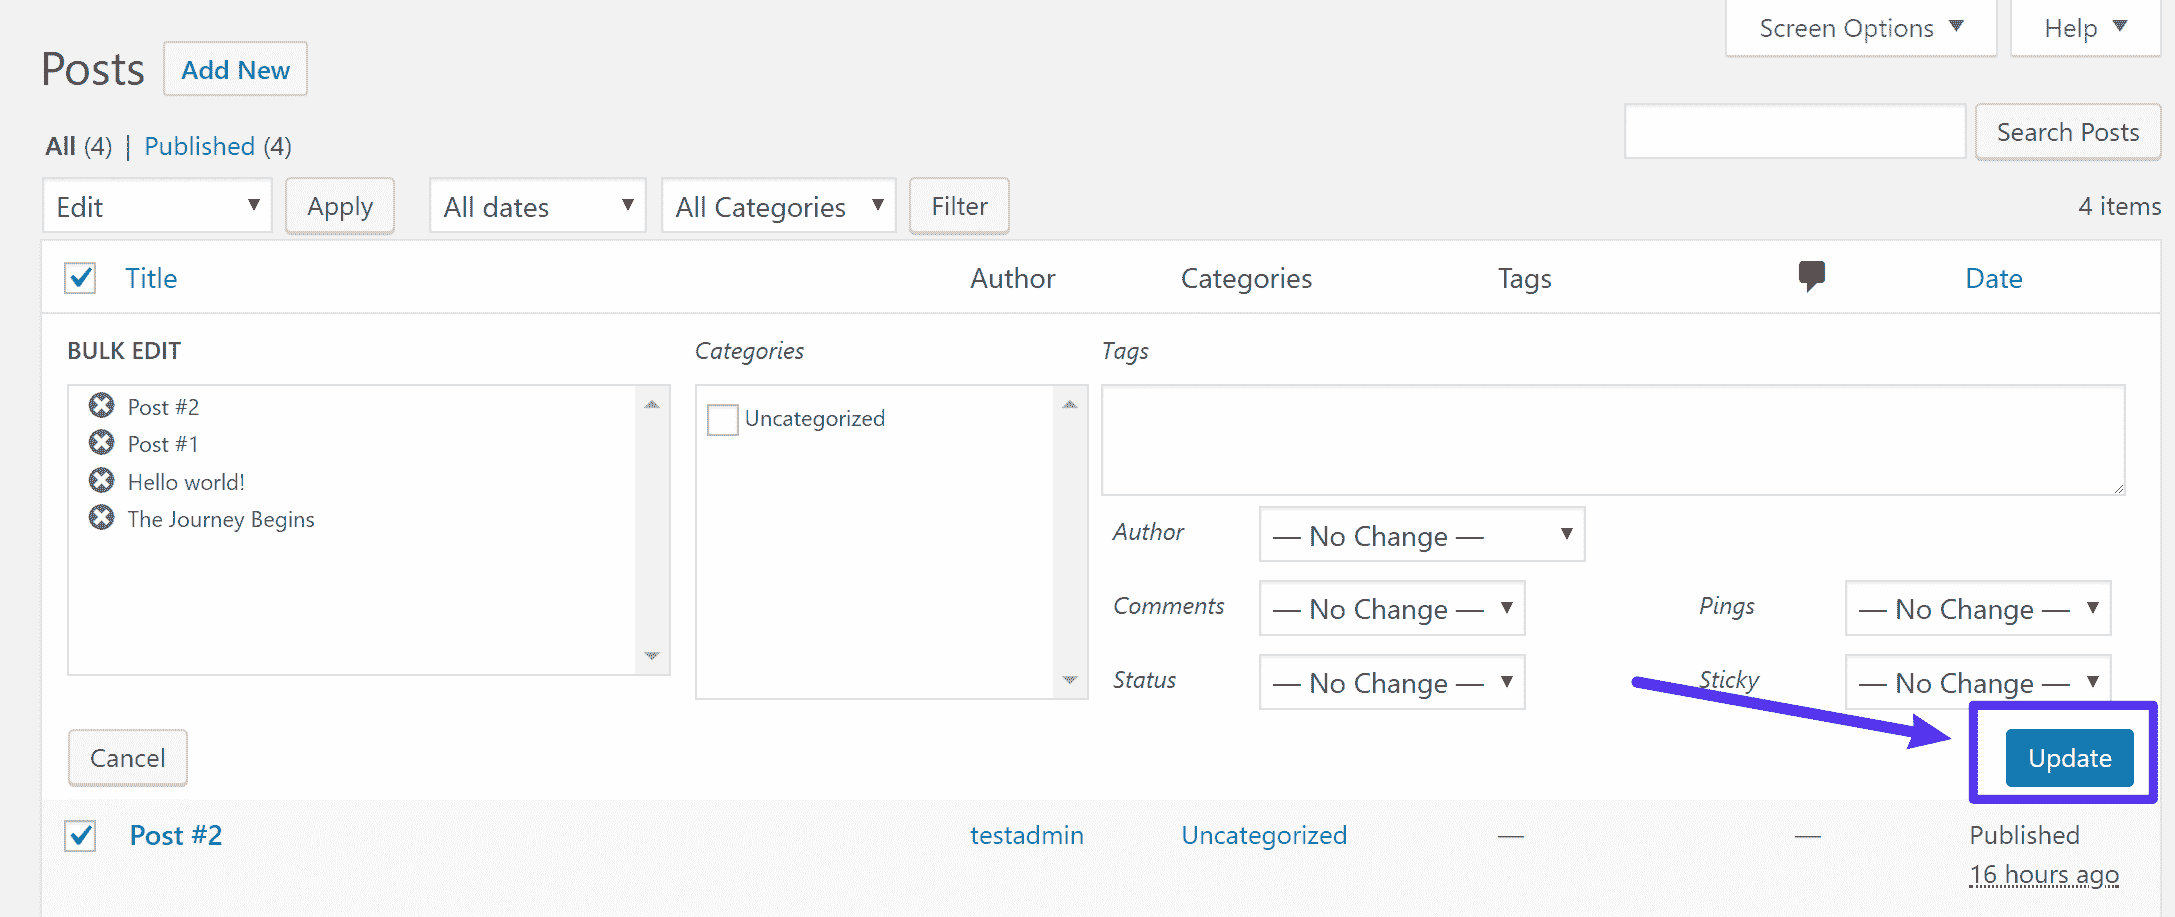 Screen Options Help
Posts Add New
All (4) | Published (4)
Search Posts
Edit Apply All dates All Categories Filter 4 items
Title Author Categories Tags Date
BULK EDIT Categories Tags
Post #2
Uncategorized
Post #1
Hello world!
The Journey Begins
Author — No Change —
Comments — No Change — Pings — No Change —
Status — No Change — Sticky — No Change —
Cancel Update
Post #2 testadmin Uncategorized — — Published
16 hours ago